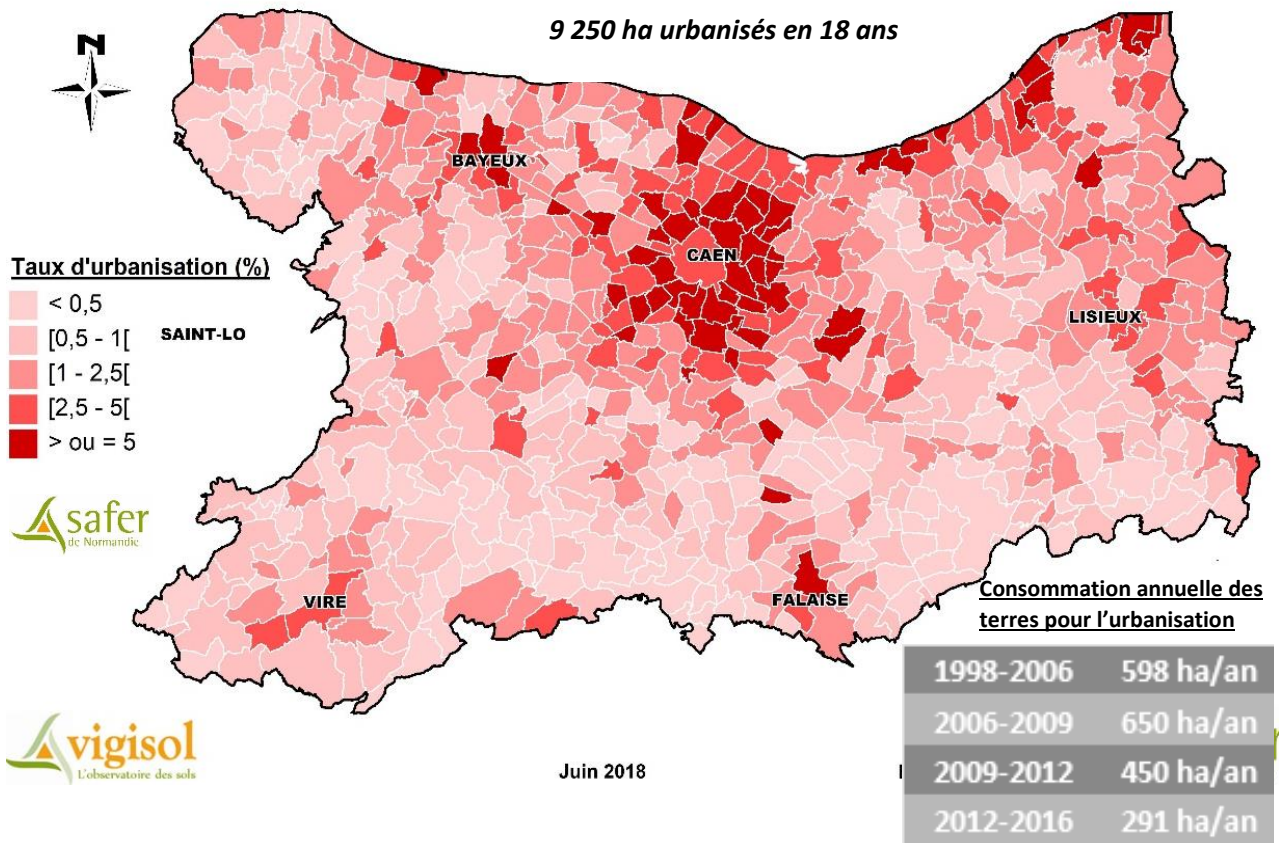 9 250 ha urbanisés en 18 ans
N
BAYEUX
CAEN
Taux d'urbanisation (%)
< 0,5
[0,5 - 1[
[1 - 2,5[
[2,5 - 5[
> ou = 5
SAINT-LO
LISIEUX
safer
de Normandie
VIRE
FALAISE
Consommation annuelle des
terres pour l'urbanisation
1998-2006 598 ha/an
2006-2009 650 ha/an
2009-2012 450 ha/an
2012-2016 291 ha/an
vigisol
L'observatoire des sols
Juin 2018